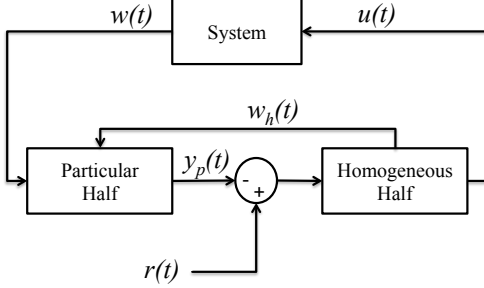 w(t)
System
u(t)
w_h(t)
Particular
Half
y_p(t)
-
+
Homogeneous
Half
r(t)